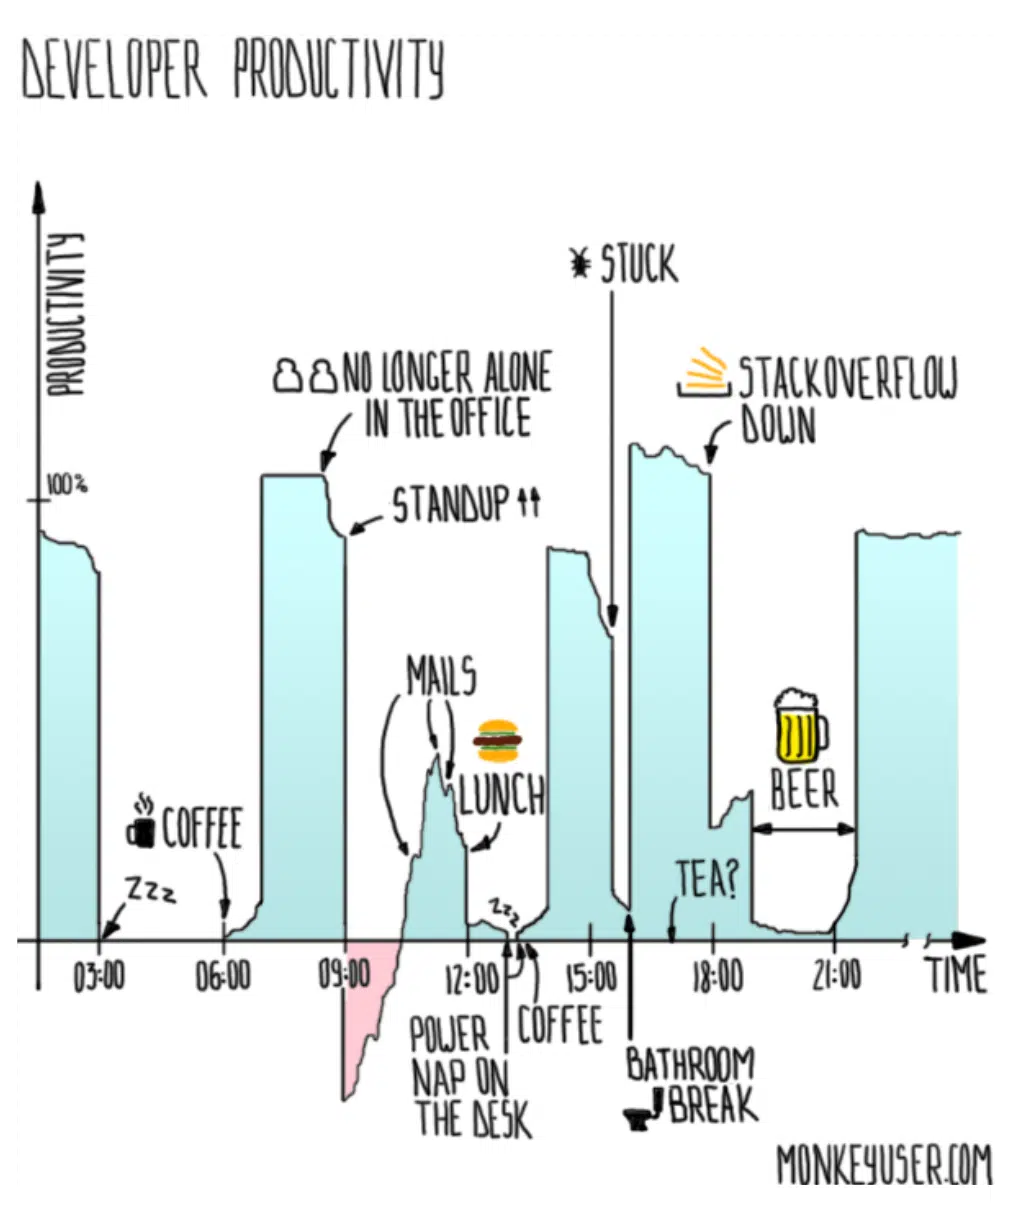 DEVELOPER PRODUCTIVITY
PRODUCTIVITY
100%
STUCK
NO LONGER ALONE
IN THE OFFICE
STACKOVERFLOW
DOWN
STANDUP
MAILS
LUNCH
BEER
COFFEE
ZZZ
TEA?
ZZZ
03:00 06:00 09:00 12:00 15:00 18:00 21:00 TIME
POWER
NAP ON
THE DESK
COFFEE
BATHROOM
BREAK
MONKEYUSER.COM